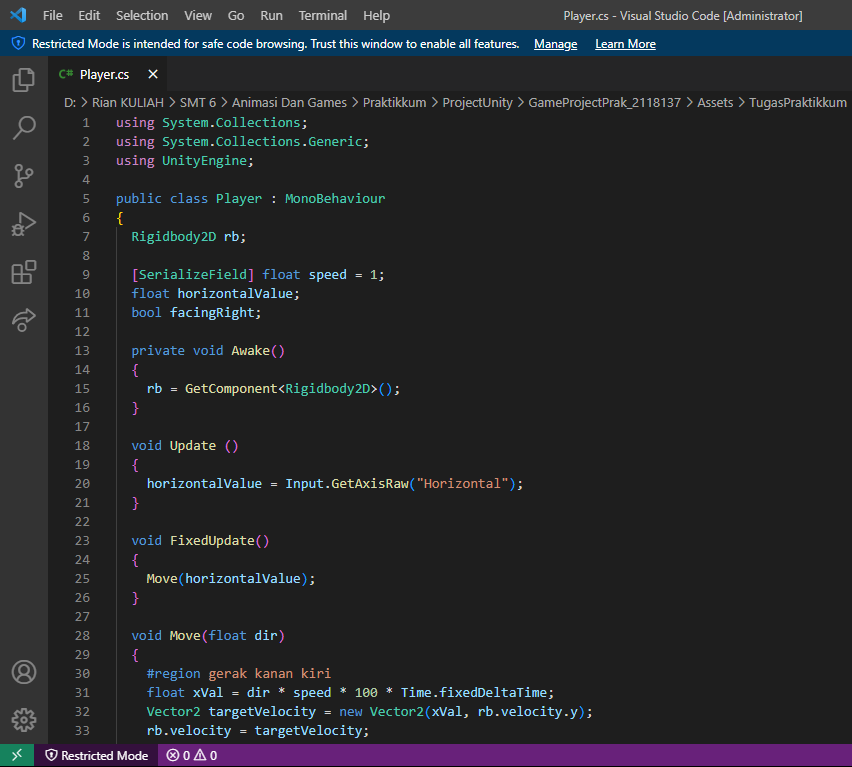 File Edit Selection View Go Run Terminal Help Player.cs - Visual Studio Code [Administrator]
Restricted Mode is intended for safe code browsing. Trust this window to enable all features. Manage Learn More
C# Player.cs ×
D: > Rian KULIAH > SMT 6 > Animasi Dan Games > Praktikkum > ProjectUnity > GameProjectPrak_2118137 > Assets > TugasPraktikkum
1 using System.Collections;
2 using System.Collections.Generic;
3 using UnityEngine;
4
5 public class Player : MonoBehaviour
6 {
7 Rigidbody2D rb;
8
9 [SerializeField] float speed = 1;
10 float horizontalValue;
11 bool facingRight;
12
13 private void Awake()
14 {
15 rb = GetComponent<Rigidbody2D>();
16 }
17
18 void Update ()
19 {
20 horizontalValue = Input.GetAxisRaw("Horizontal");
21 }
22
23 void FixedUpdate()
24 {
25 Move(horizontalValue);
26 }
27
28 void Move(float dir)
29 {
30 #region gerak kanan kiri
31 float xVal = dir * speed * 100 * Time.fixedDeltaTime;
32 Vector2 targetVelocity = new Vector2(xVal, rb.velocity.y);
33 rb.velocity = targetVelocity;
Restricted Mode 0 0